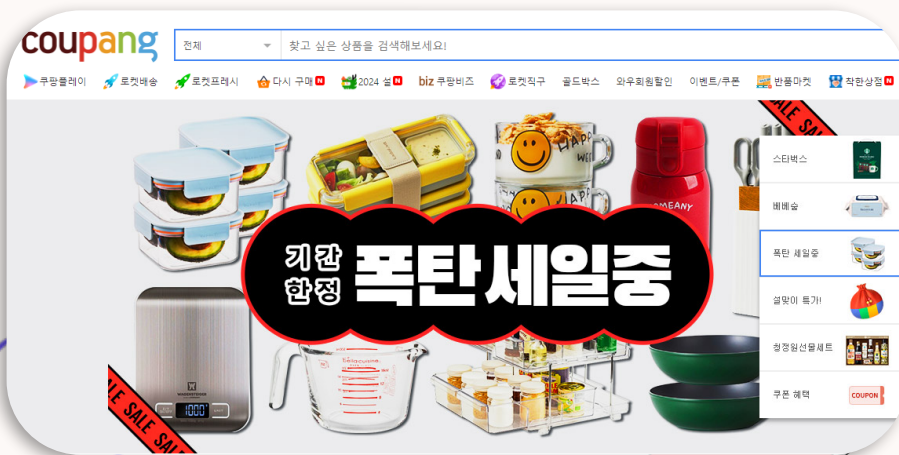 coupang
전체
찾고 싶은 상품을 검색해보세요!
쿠팡플레이 로켓배송 로켓프레시 다시 구매 N 2024 설 N biz 쿠팡비즈 로켓직구 골드박스 와우회원할인 이벤트/쿠폰 반품마켓 착한상점 N
SALE
HAPP
WEE
HAPP
OMEANY
기간
한정
폭탄 세일중
1000
SALE SALE
스타벅스
베베숲
폭탄 세일중
설맞이 특가!
청정원선물세트
쿠폰 혜택
COUPON